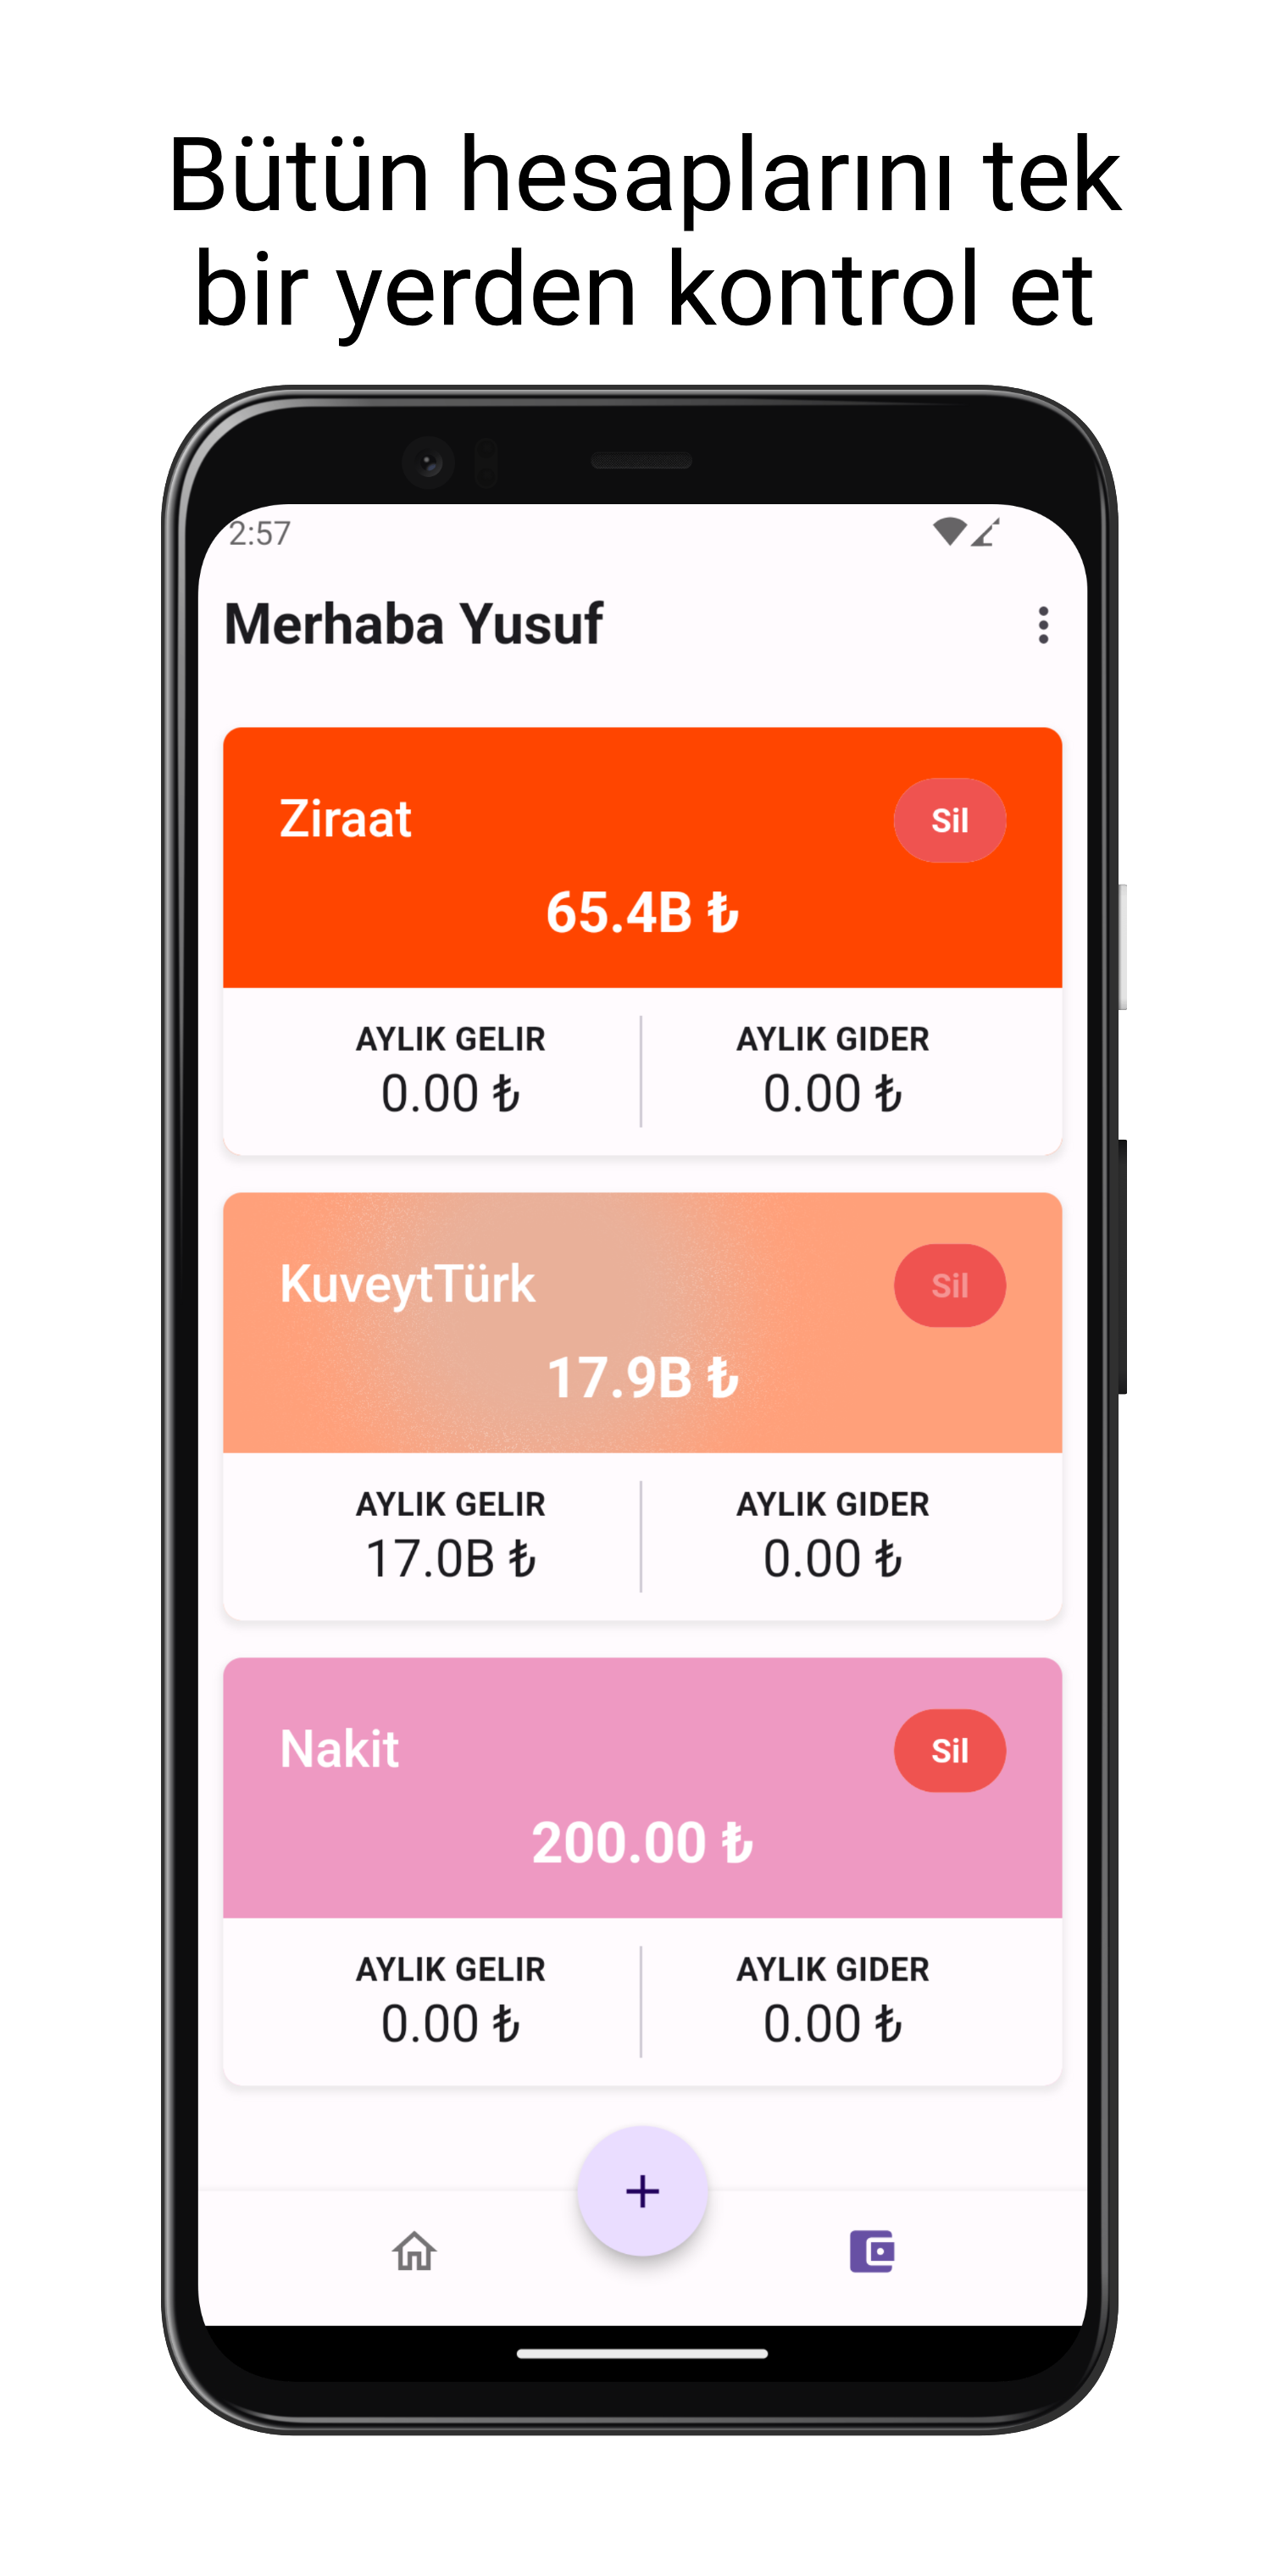 Bütün hesaplarını tek
bir yerden kontrol et
2:57
Merhaba Yusuf
Ziraat
Sil
65.4B ₺
AYLIK GELIR
AYLIK GIDER
0.00 ₺
0.00 ₺
KuveytTürk
Sil
17.9B ₺
AYLIK GELIR
AYLIK GIDER
17.0B ₺
0.00 ₺
Nakit
Sil
200.00 ₺
AYLIK GELIR
AYLIK GIDER
0.00 ₺
0.00 ₺